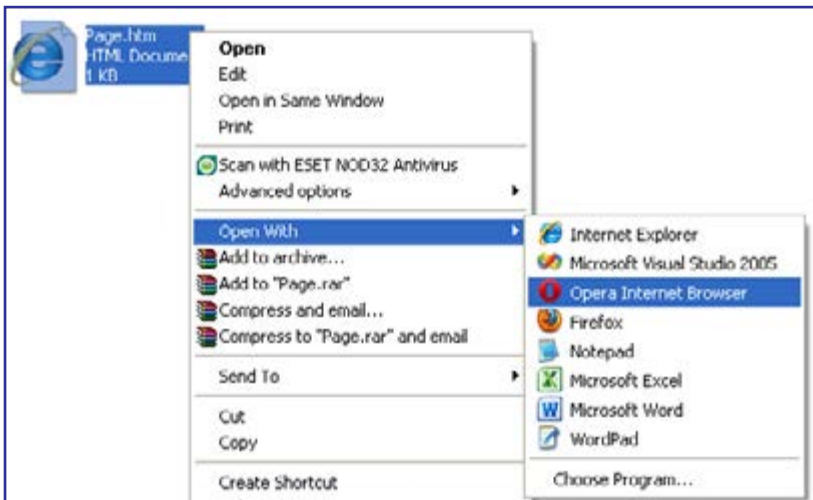 Page.htm
HTML Docume
1 KB
Open
Edit
Open in Same Window
Print
Scan with ESET NOD32 Antivirus
Advanced options
Open With
Add to archive...
Add to "Page.rar"
Compress and email...
Compress to "Page.rar" and email
Send To
Cut
Copy
Create Shortcut
Internet Explorer
Microsoft Visual Studio 2005
Opera Internet Browser
Firefox
Notepad
Microsoft Excel
Microsoft Word
WordPad
Choose Program...